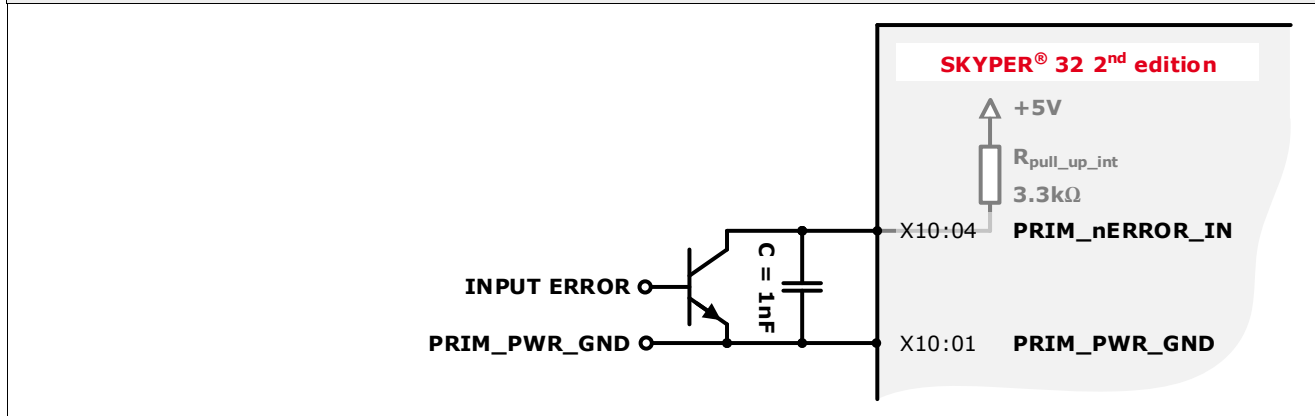 SKYPER® 32 2nd edition
+5V
Rpull_up_int
3.3kΩ
X10:04 PRIM_nERROR_IN
C = 1nF
INPUT ERROR
PRIM_PWR_GND
X10:01 PRIM_PWR_GND